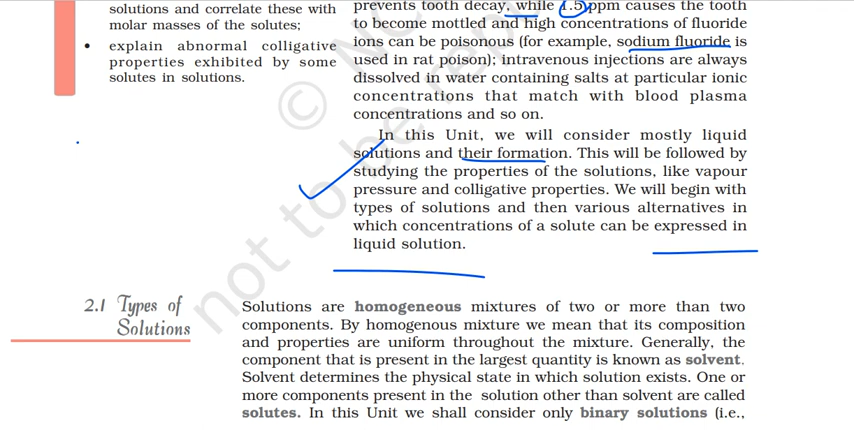 solutions and correlate these with
molar masses of the solutes;
• explain abnormal colligative
properties exhibited by some
solutes in solutions.
prevents tooth decay, while 1.5 ppm causes the tooth
to become mottled and high concentrations of fluoride
ions can be poisonous (for example, sodium fluoride is
used in rat poison); intravenous injections are always
dissolved in water containing salts at particular ionic
concentrations that match with blood plasma
concentrations and so on.
In this Unit, we will consider mostly liquid
solutions and their formation. This will be followed by
studying the properties of the solutions, like vapour
pressure and colligative properties. We will begin with
types of solutions and then various alternatives in
which concentrations of a solute can be expressed in
liquid solution.
2.1 Types of
Solutions
Solutions are homogeneous mixtures of two or more than two
components. By homogenous mixture we mean that its composition
and properties are uniform throughout the mixture. Generally, the
component that is present in the largest quantity is known as solvent.
Solvent determines the physical state in which solution exists. One or
more components present in the solution other than solvent are called
solutes. In this Unit we shall consider only binary solutions (i.e.,
not to be rep